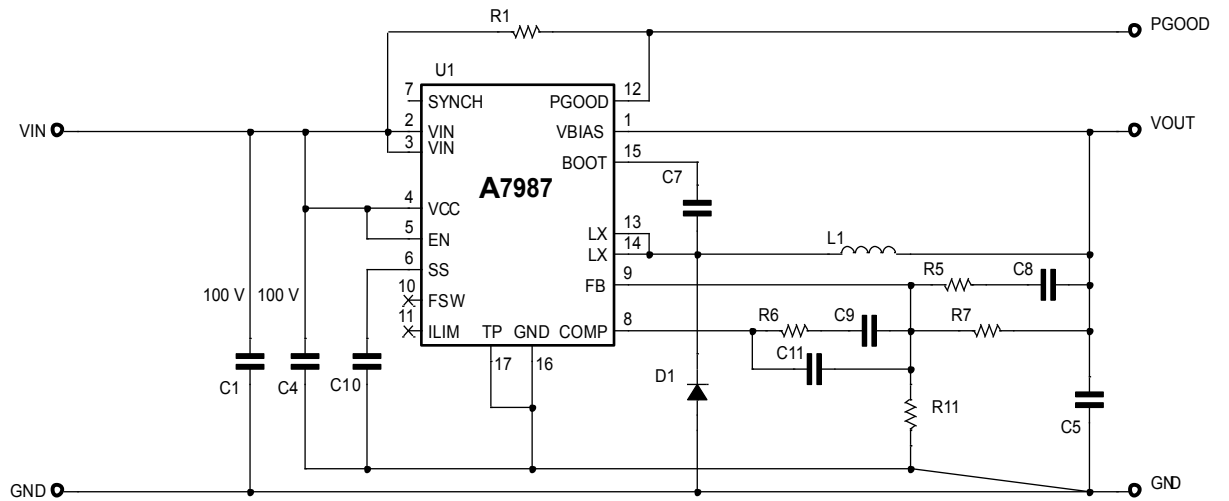 R1
PGOOD
U1
7
SYNCH
PGOOD
12
VIN
2
VIN
VBIAS
1
VOUT
3
VIN
BOOT
15
C7
A7987
4
VCC
LX
13
5
EN
LX
14
L1
6
SS
FB
9
R5
C8
100 V
100 V
10
FSW
11
ILIM
TP
GND
COMP
8
R6
C9
R7
17
16
C11
C1
C4
C10
D1
R11
C5
GND
GND